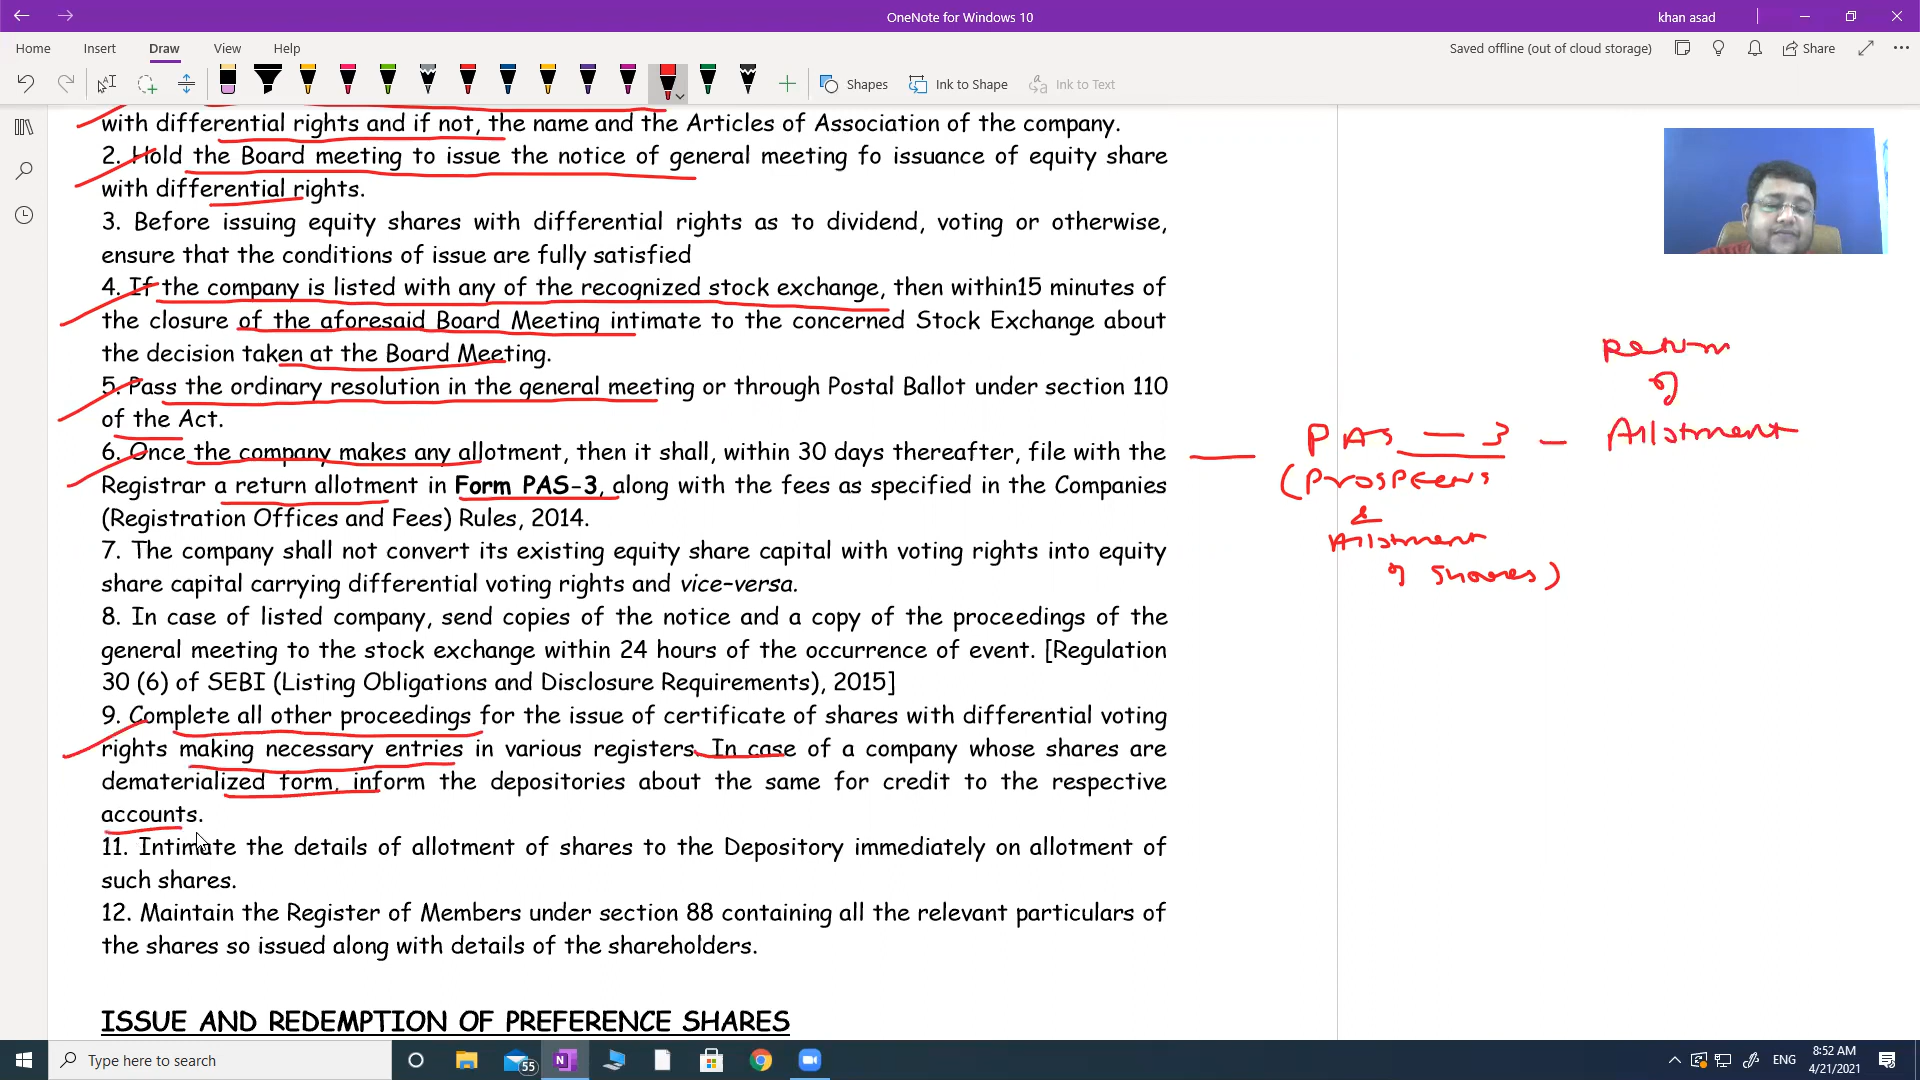 OneNote for Windows 10
khan asad
Home Insert Draw View Help
Saved offline (out of cloud storage)
Share
Shapes
Ink to Shape
Ink to Text
with differential rights and if not, the name and the Articles of Association of the company.
2. Hold the Board meeting to issue the notice of general meeting fo issuance of equity share
with differential rights.
3. Before issuing equity shares with differential rights as to dividend, voting or otherwise,
ensure that the conditions of issue are fully satisfied
4. If the company is listed with any of the recognized stock exchange, then within15 minutes of
the closure of the aforesaid Board Meeting intimate to the concerned Stock Exchange about
the decision taken at the Board Meeting.
5. Pass the ordinary resolution in the general meeting or through Postal Ballot under section 110
of the Act.
6. Once the company makes any allotment, then it shall, within 30 days thereafter, file with the
Registrar a return allotment in Form PAS-3, along with the fees as specified in the Companies
(Registration Offices and Fees) Rules, 2014.
7. The company shall not convert its existing equity share capital with voting rights into equity
share capital carrying differential voting rights and vice-versa.
8. In case of listed company, send copies of the notice and a copy of the proceedings of the
general meeting to the stock exchange within 24 hours of the occurrence of event. [Regulation
30 (6) of SEBI (Listing Obligations and Disclosure Requirements), 2015]
9. Complete all other proceedings for the issue of certificate of shares with differential voting
rights making necessary entries in various registers. In case of a company whose shares are
dematerialized form, inform the depositories about the same for credit to the respective
accounts.
11. Intimate the details of allotment of shares to the Depository immediately on allotment of
such shares.
12. Maintain the Register of Members under section 88 containing all the relevant particulars of
the shares so issued along with details of the shareholders.
ISSUE AND REDEMPTION OF PREFERENCE SHARES
Return
of
PAS - 3 - Allotment
(Prospectus
&
Allotment
of Shares)
Type here to search
55
ENG
8:52 AM
4/21/2021